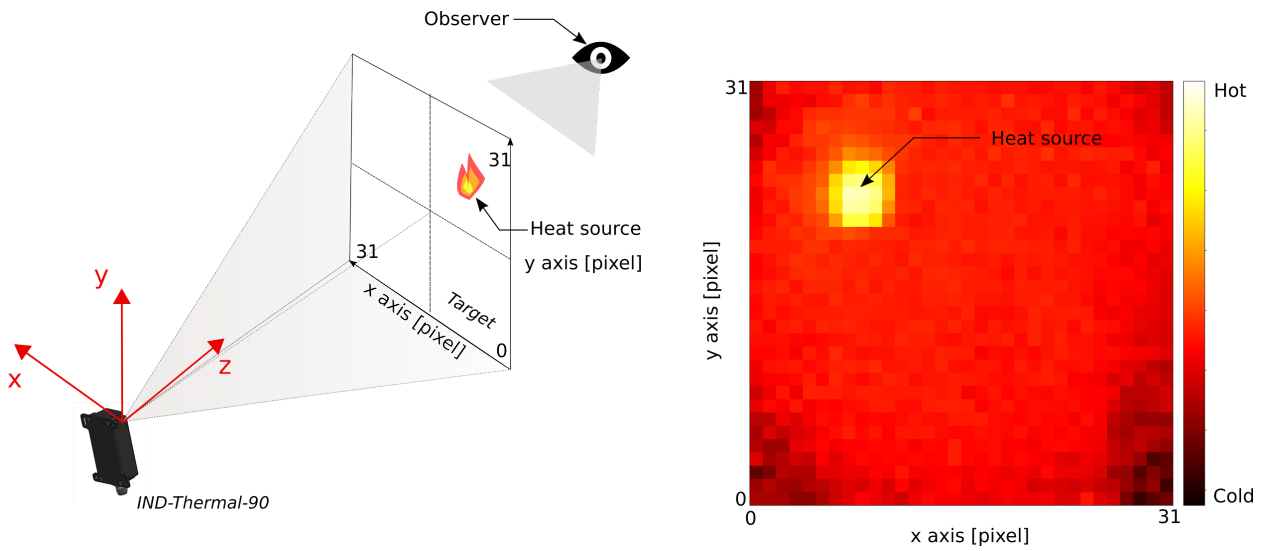 Observer
31
Heat source
31
y axis [pixel]
x axis [pixel]
Target
0
y
x
z
IND-Thermal-90
31
Hot
Heat source
y axis [pixel]
0
Cold
0
31
x axis [pixel]